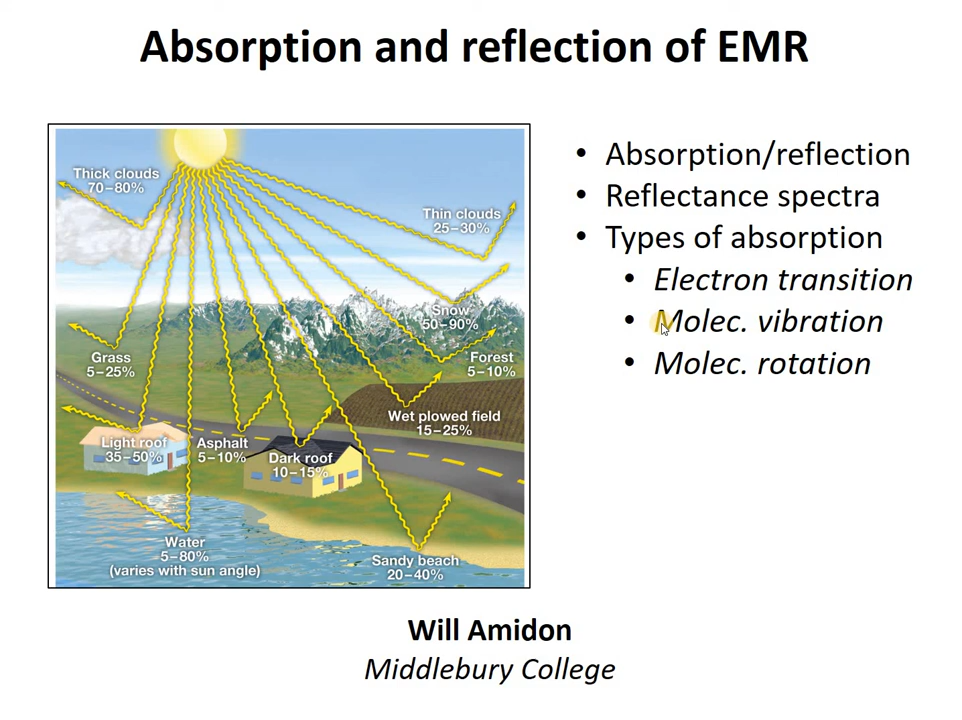 Absorption and reflection of EMR
Thick clouds
70–80%
Thin clouds
25–30%
Snow
50–90%
Grass
5–25%
Forest
5–10%
Wet plowed field
15–25%
Light roof
35–50%
Asphalt
5–10%
Dark roof
10–15%
Water
5–80%
(varies with sun angle)
Sandy beach
20–40%
• Absorption/reflection
• Reflectance spectra
• Types of absorption
• Electron transition
• Molec. vibration
• Molec. rotation
Will Amidon
Middlebury College